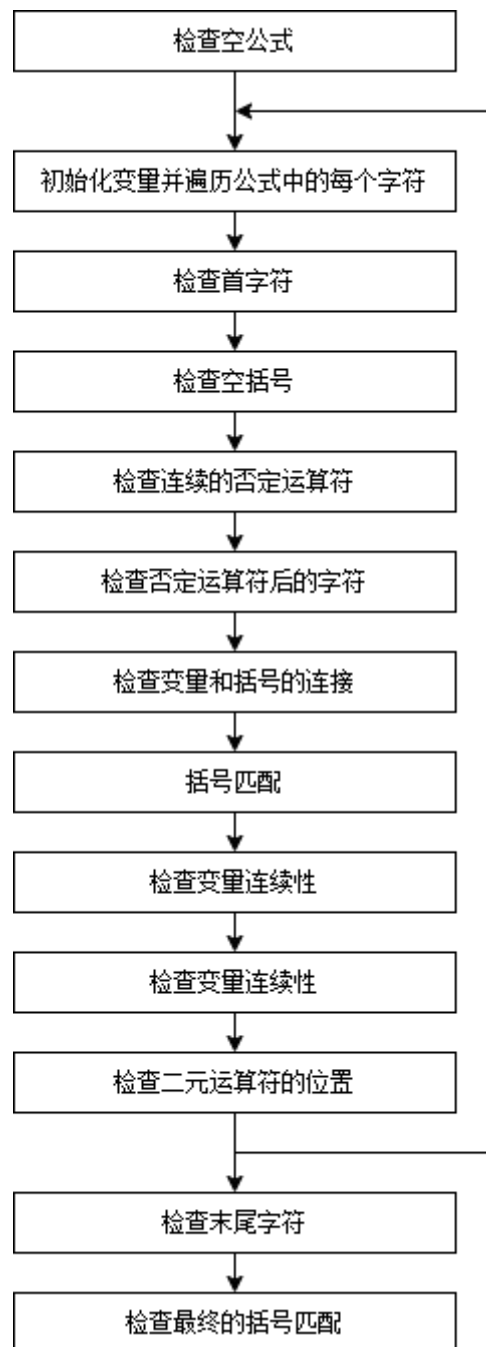 检查空公式
初始化变量并遍历公式中的每个字符
检查首字符
检查空括号
检查连续的否定运算符
检查否定运算符后的字符
检查变量和括号的连接
括号匹配
检查变量连续性
检查变量连续性
检查二元运算符的位置
检查末尾字符
检查最终的括号匹配